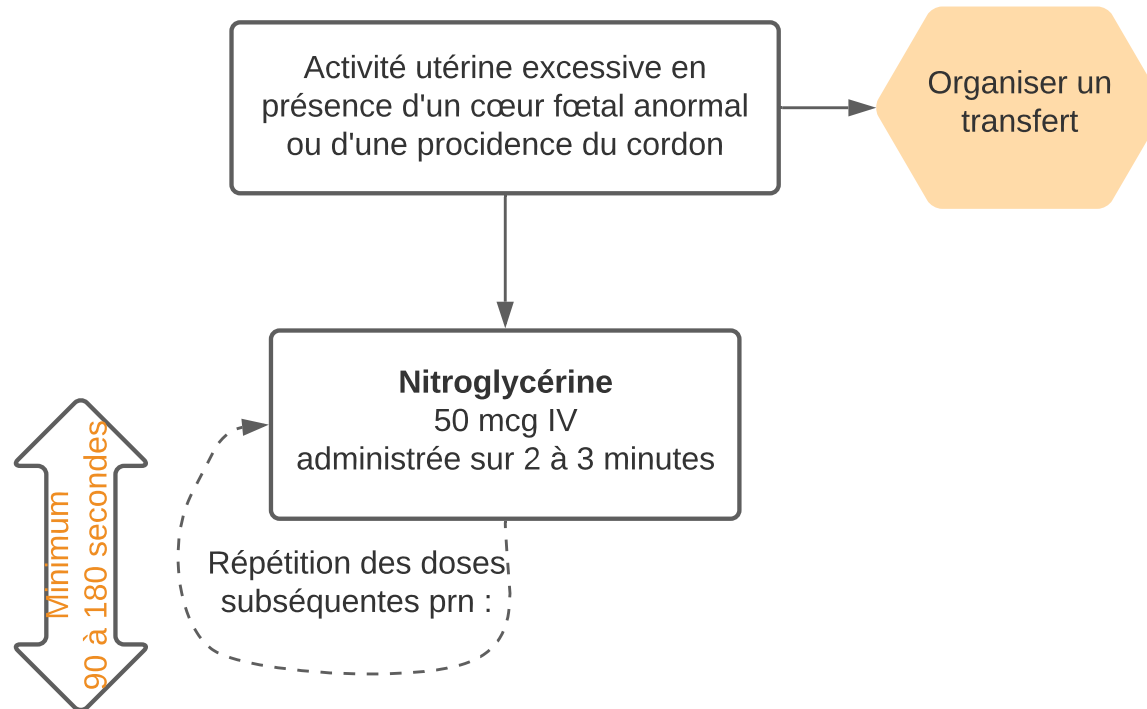 Activité utérine excessive en
présence d'un cœur fœtal anormal
ou d'une procidence du cordon
Organiser un
transfert
Nitroglycérine
50 mcg IV
administrée sur 2 à 3 minutes
Minimum
90 à 180 secondes
Répétition des doses
subséquentes prn :